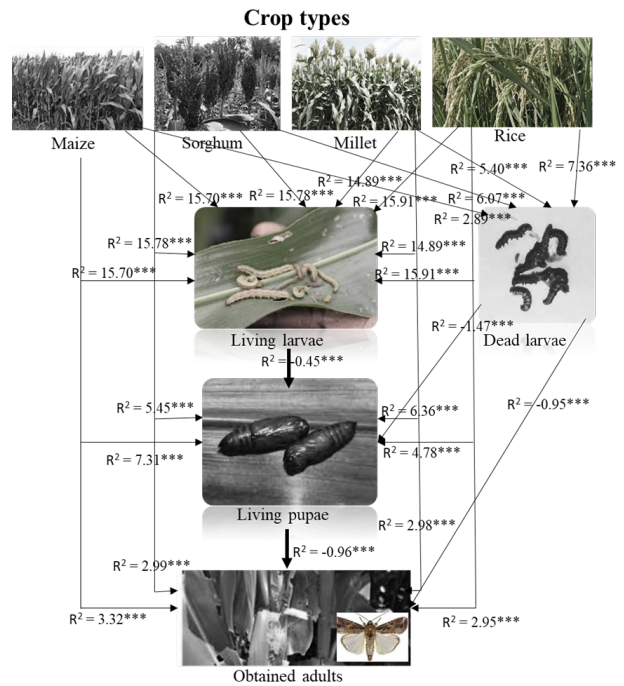 Crop types
Maize
Sorghum
Millet
Rice
R² = 5.40***
R² = 7.36***
R² = 14.89***
R² = 15.70***
R² = 15.78***
R² = 15.91***
R² = 6.07***
R² = 2.89***
R² = 15.78***
R² = 14.89***
R² = 15.70***
R² = 15.91***
R² = -1.47***
Living larvae
Dead larvae
R² = -0.45***
R² = 5.45***
R² = 6.36***
R² = -0.95***
R² = 7.31***
R² = 4.78***
Living pupae
R² = 2.98***
R² = -0.96***
R² = 2.99***
R² = 3.32***
R² = 2.95***
Obtained adults